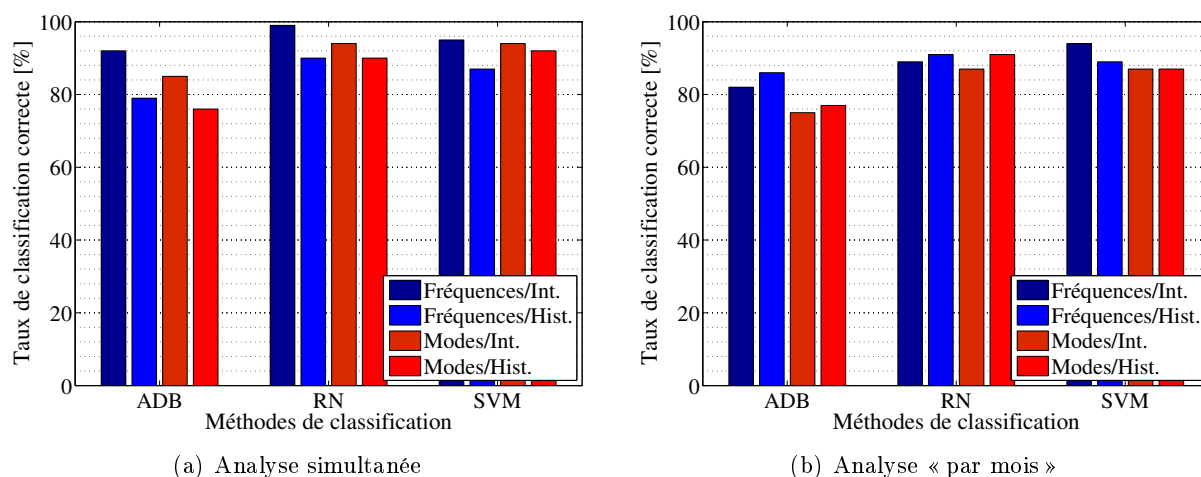 100
80
60
40
20
0
Taux de classification correcte [%]
Fréquences/Int.
Fréquences/Hist.
Modes/Int.
Modes/Hist.
ADB RN SVM
Méthodes de classification
(a) Analyse simultanée
100
80
60
40
20
0
Taux de classification correcte [%]
Fréquences/Int.
Fréquences/Hist.
Modes/Int.
Modes/Hist.
ADB RN SVM
Méthodes de classification
(b) Analyse « par mois »